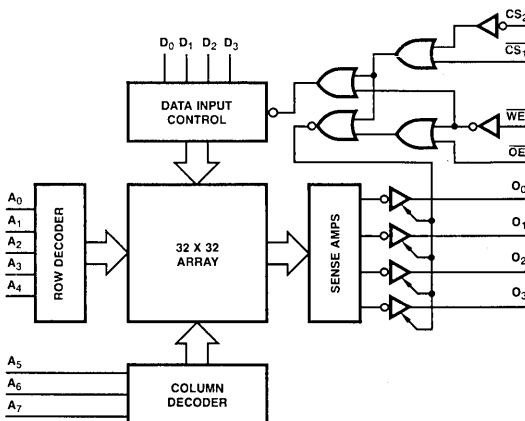 D0 D1 D2 D3
CS2
CS1
WE
OE
DATA INPUT
CONTROL
A0
A1
A2
A3
A4
ROW DECODER
32 X 32
ARRAY
SENSE AMPS
O0
O1
O2
O3
A5
A6
A7
COLUMN
DECODER